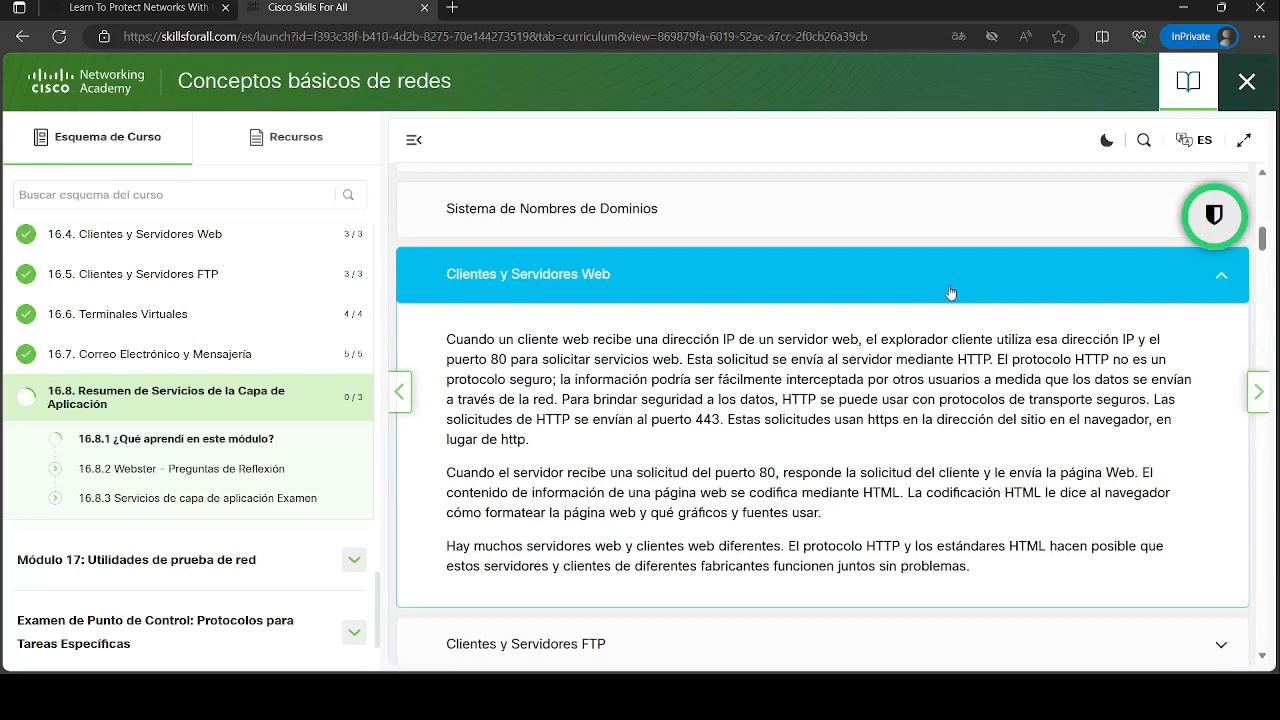 Learn To Protect Networks With
Cisco Skills For All
https://skillsforall.com/es/launch?id=f393c38f-b410-4d2b-8275-70e144273519&tab=curriculum&view=869879fa-6019-52ac-a7cc-2f0cb26a39cb
InPrivate
Networking
CISCO Academy
Conceptos básicos de redes
Esquema de Curso
Recursos
ES
Buscar esquema del curso
16.4. Clientes y Servidores Web 3 / 3
16.5. Clientes y Servidores FTP 3 / 3
16.6. Terminales Virtuales 4 / 4
16.7. Correo Electrónico y Mensajería 5 / 5
16.8. Resumen de Servicios de la Capa de
Aplicación 0 / 3
16.8.1 ¿Qué aprendí en este módulo?
16.8.2 Webster - Preguntas de Reflexión
16.8.3 Servicios de capa de aplicación Examen
Módulo 17: Utilidades de prueba de red
Examen de Punto de Control: Protocolos para
Tareas Específicas
Sistema de Nombres de Dominios
Clientes y Servidores Web
Cuando un cliente web recibe una dirección IP de un servidor web, el explorador cliente utiliza esa dirección IP y el
puerto 80 para solicitar servicios web. Esta solicitud se envía al servidor mediante HTTP. El protocolo HTTP no es un
protocolo seguro; la información podría ser fácilmente interceptada por otros usuarios a medida que los datos se envían
a través de la red. Para brindar seguridad a los datos, HTTP se puede usar con protocolos de transporte seguros. Las
solicitudes de HTTP se envían al puerto 443. Estas solicitudes usan https en la dirección del sitio en el navegador, en
lugar de http.
Cuando el servidor recibe una solicitud del puerto 80, responde la solicitud del cliente y le envía la página Web. El
contenido de información de una página web se codifica mediante HTML. La codificación HTML le dice al navegador
cómo formatear la página web y qué gráficos y fuentes usar.
Hay muchos servidores web y clientes web diferentes. El protocolo HTTP y los estándares HTML hacen posible que
estos servidores y clientes de diferentes fabricantes funcionen juntos sin problemas.
Clientes y Servidores FTP